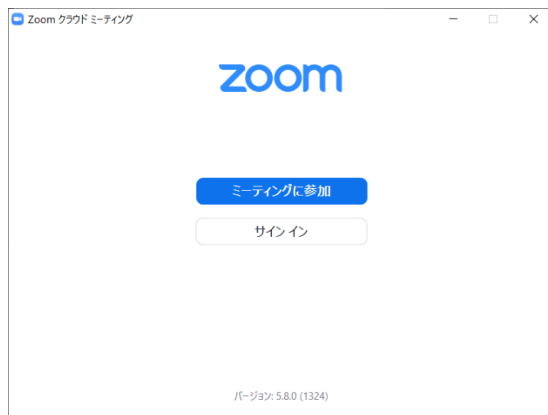 Zoom クラウド ミーティング
zoom
ミーティングに参加
サイン イン
バージョン: 5.8.0 (1324)